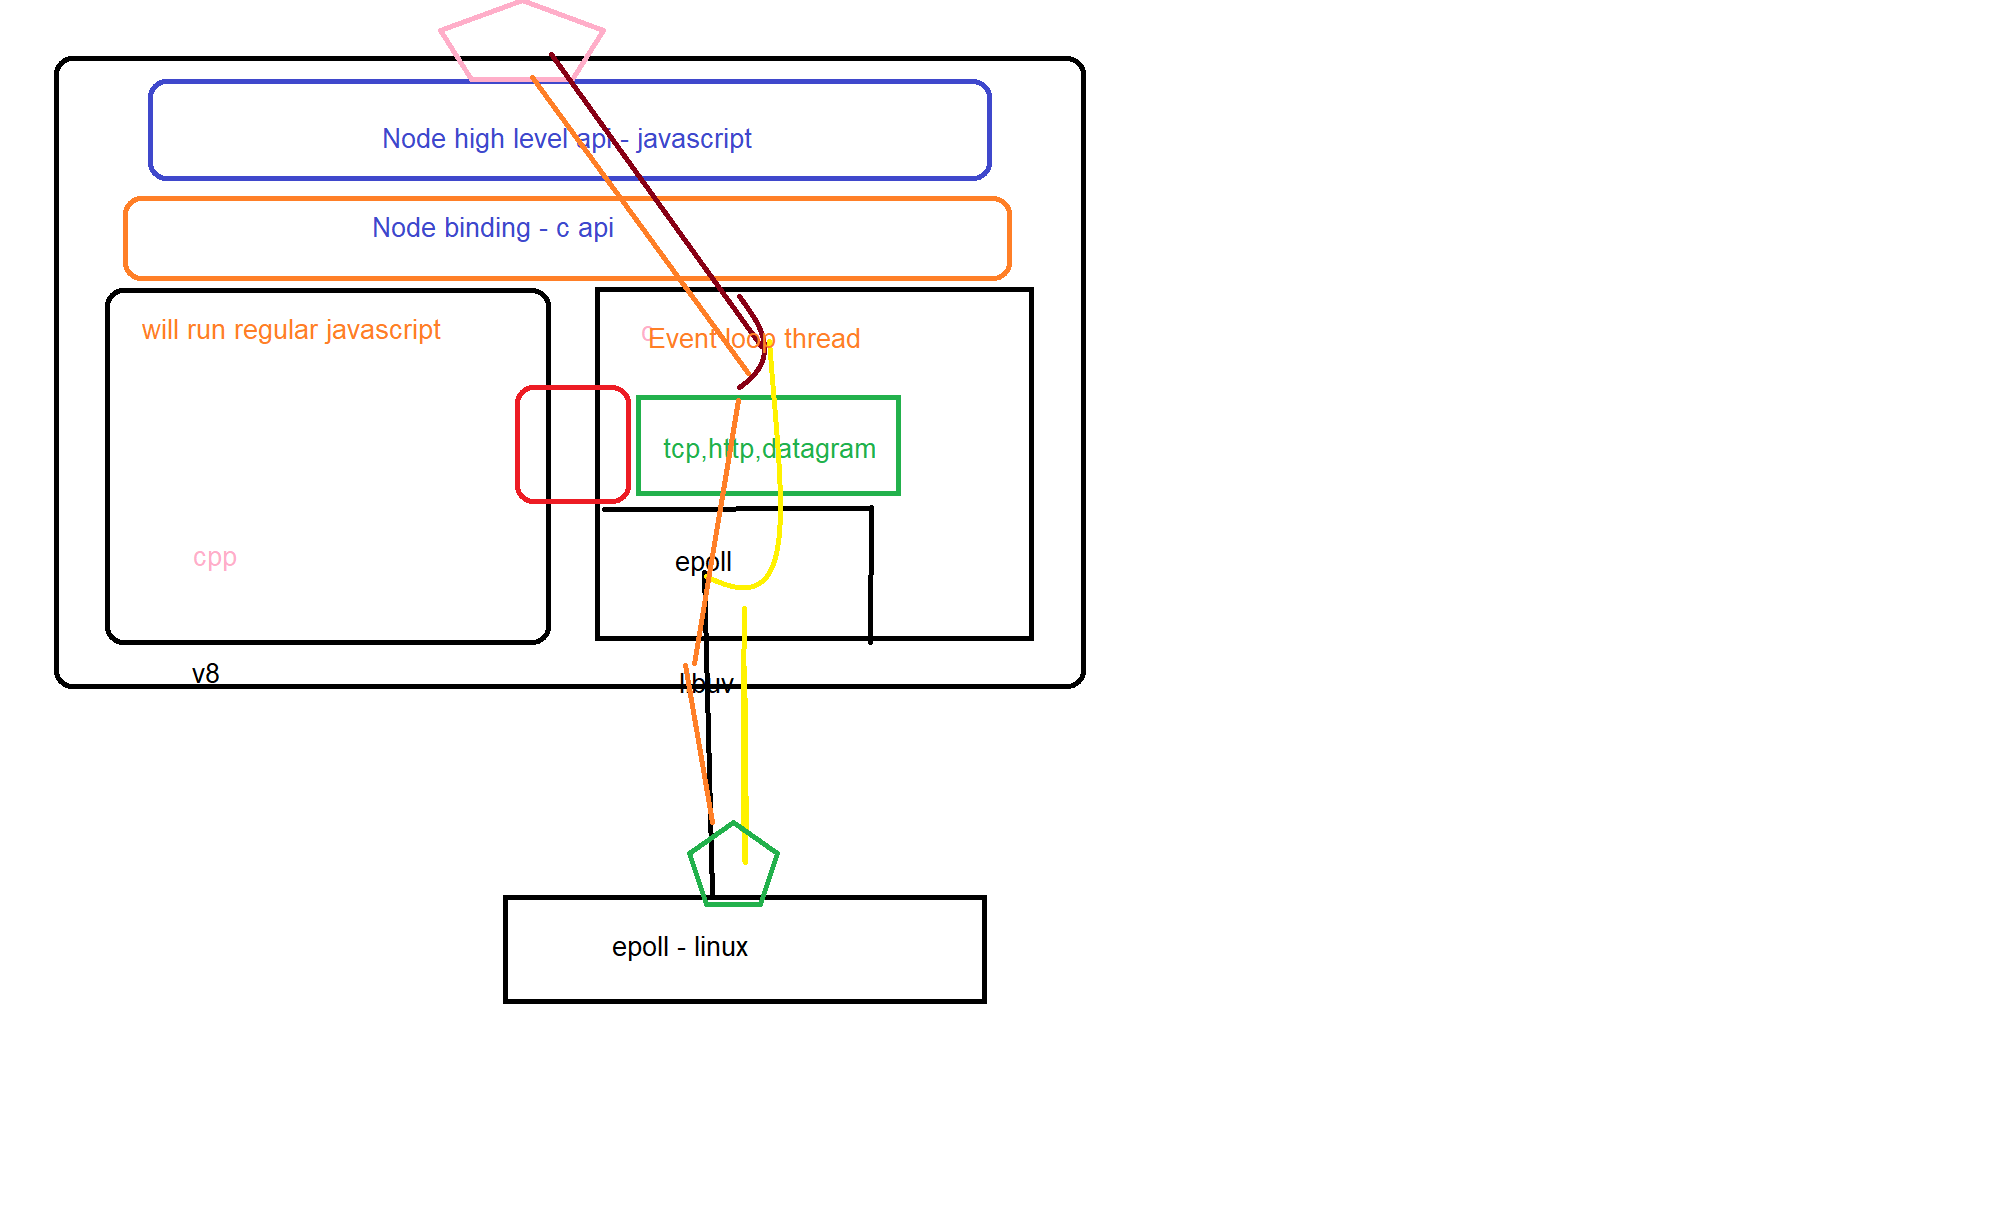 Node high level api - javascript
Node binding - c api
will run regular javascript
c
Event loop thread
tcp,http,datagram
cpp
epoll
v8
libuv
epoll - linux